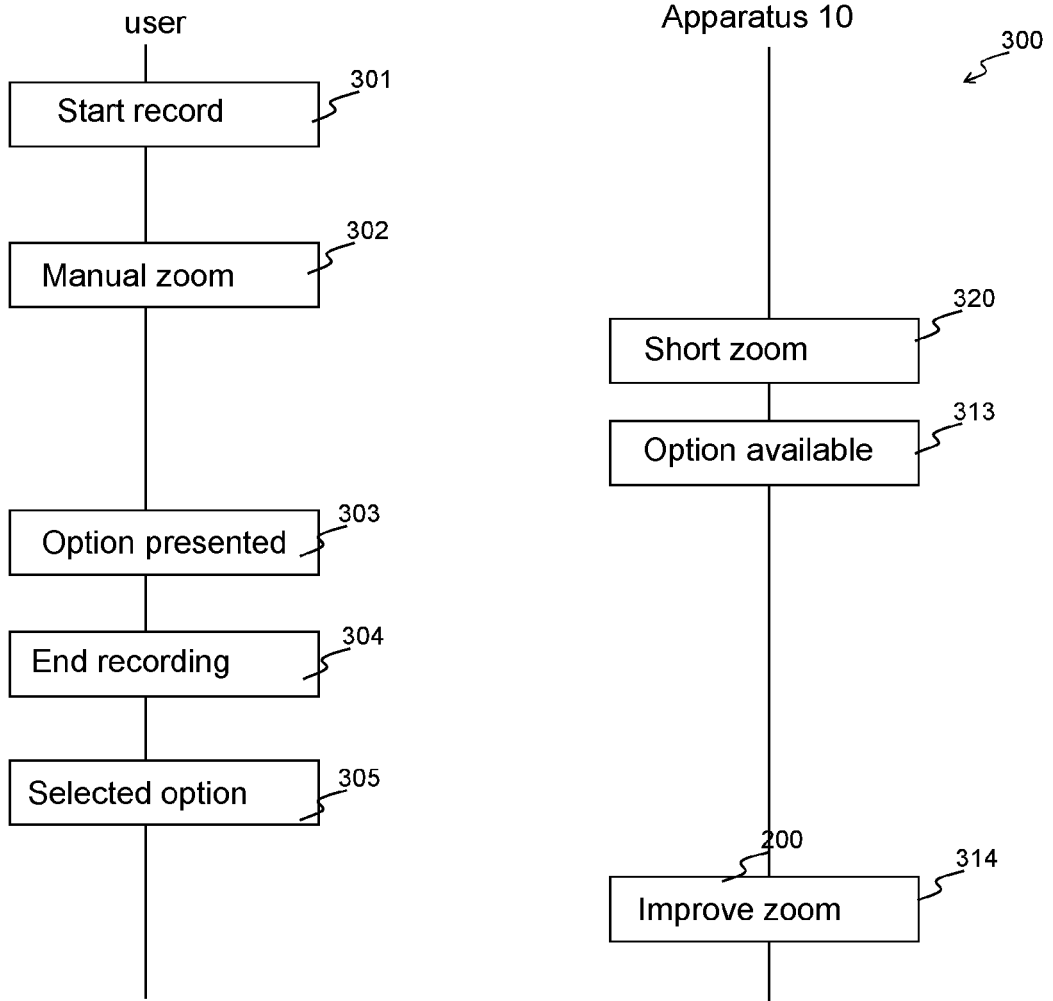 user
Apparatus 10
300
301
Start record
302
Manual zoom
320
Short zoom
313
Option available
303
Option presented
304
End recording
305
Selected option
200
314
Improve zoom